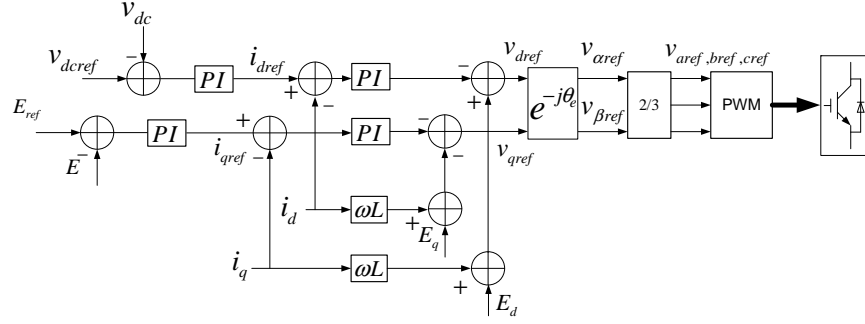 v_dc
v_dcref
−
PI
i_dref
+
−
PI
−
+
v_dref
e^{-jθ_e}
v_αref
v_βref
2/3
v_aref ,bref ,cref
PWM
E_ref
−
E
PI
i_qref
+
−
PI
−
−
v_qref
i_d
ωL
+
E_q
i_q
ωL
+
E_d